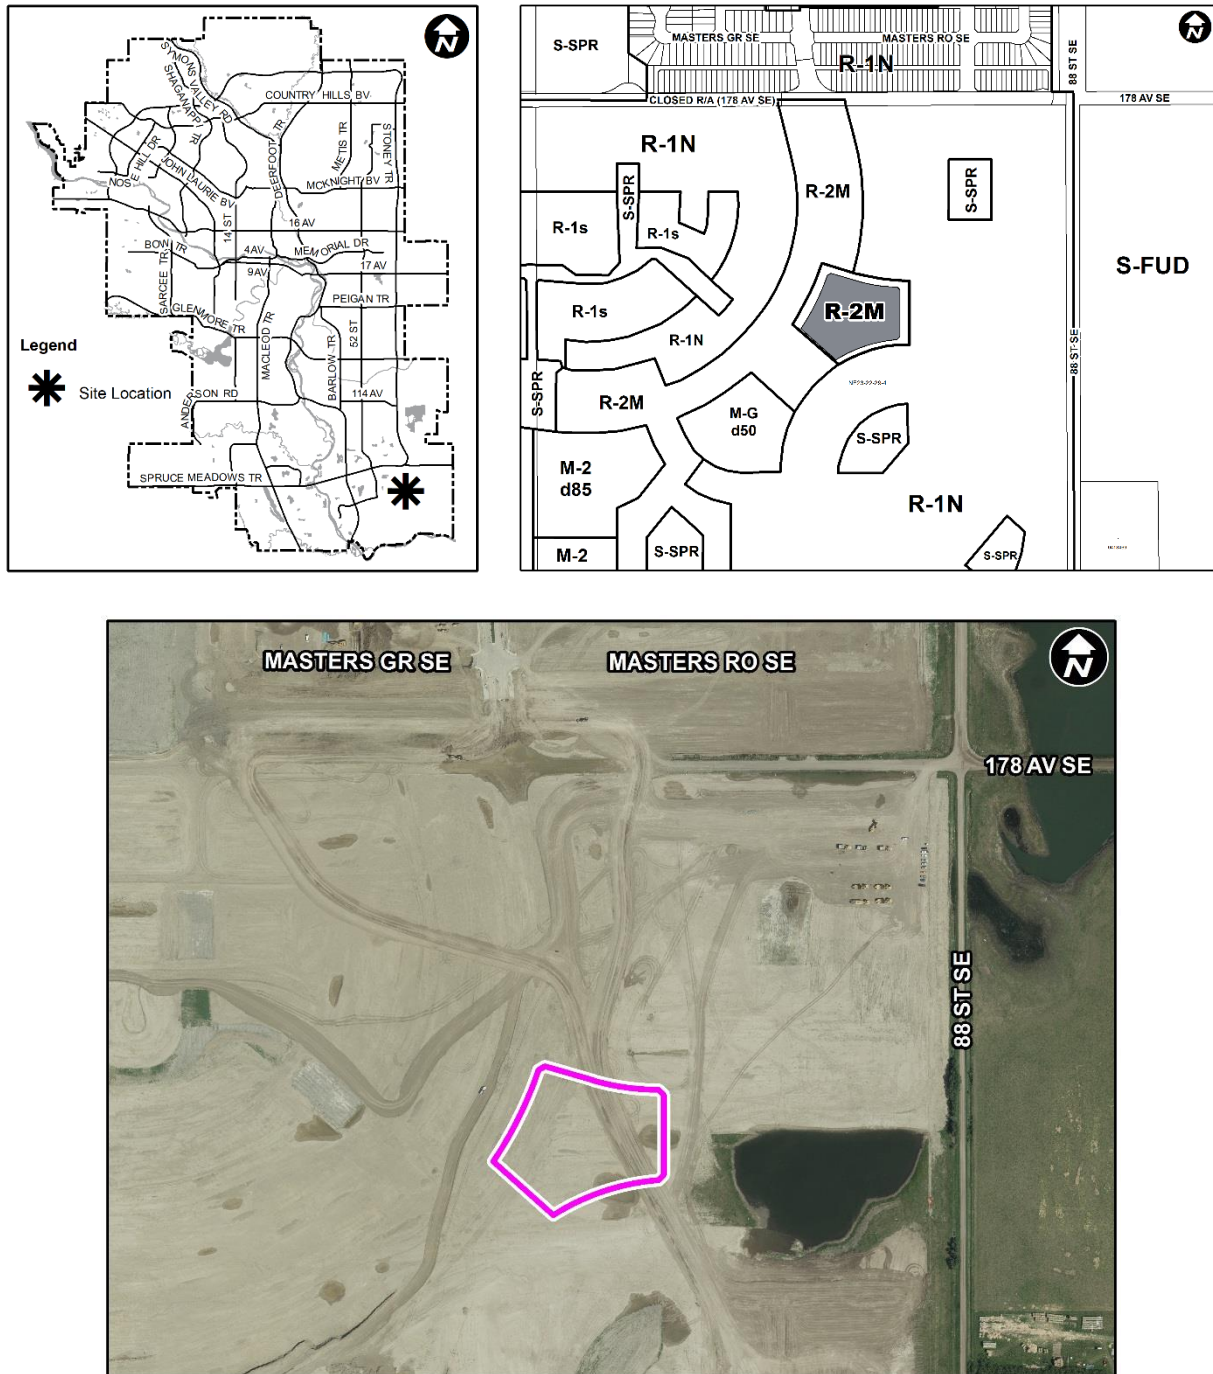 N
SYMONS VALLEY RD
SHAGANAPPI TR
COUNTRY HILLS BV
DEERFOOT TR
METIS TR
STONEY TR
NOSE HILL DR
JOHN LAURIE BV
MCKNIGHT BV
14 ST
16 AV
BOW TR
4 AV
MEMORIAL DR
SARCEE TR
9 AV
17 AV
PEIGAN TR
GLENMORE TR
MACLEOD TR
BARLOW TR
52 ST
Legend
Site Location
ANDERSON RD
114 AV
SPRUCE MEADOWS TR
N
S-SPR
MASTERS GR SE
MASTERS RO SE
R-1N
88 ST SE
CLOSED R/A (178 AV SE)
178 AV SE
R-1N
R-2M
S-SPR
S-SPR
R-1s
R-1s
S-FUD
R-1s
R-2M
R-1N
88 ST SE
S-SPR
R-2M
M-G
d50
S-SPR
M-2
d85
R-1N
M-2
S-SPR
S-SPR
N
MASTERS GR SE
MASTERS RO SE
178 AV SE
88 ST SE